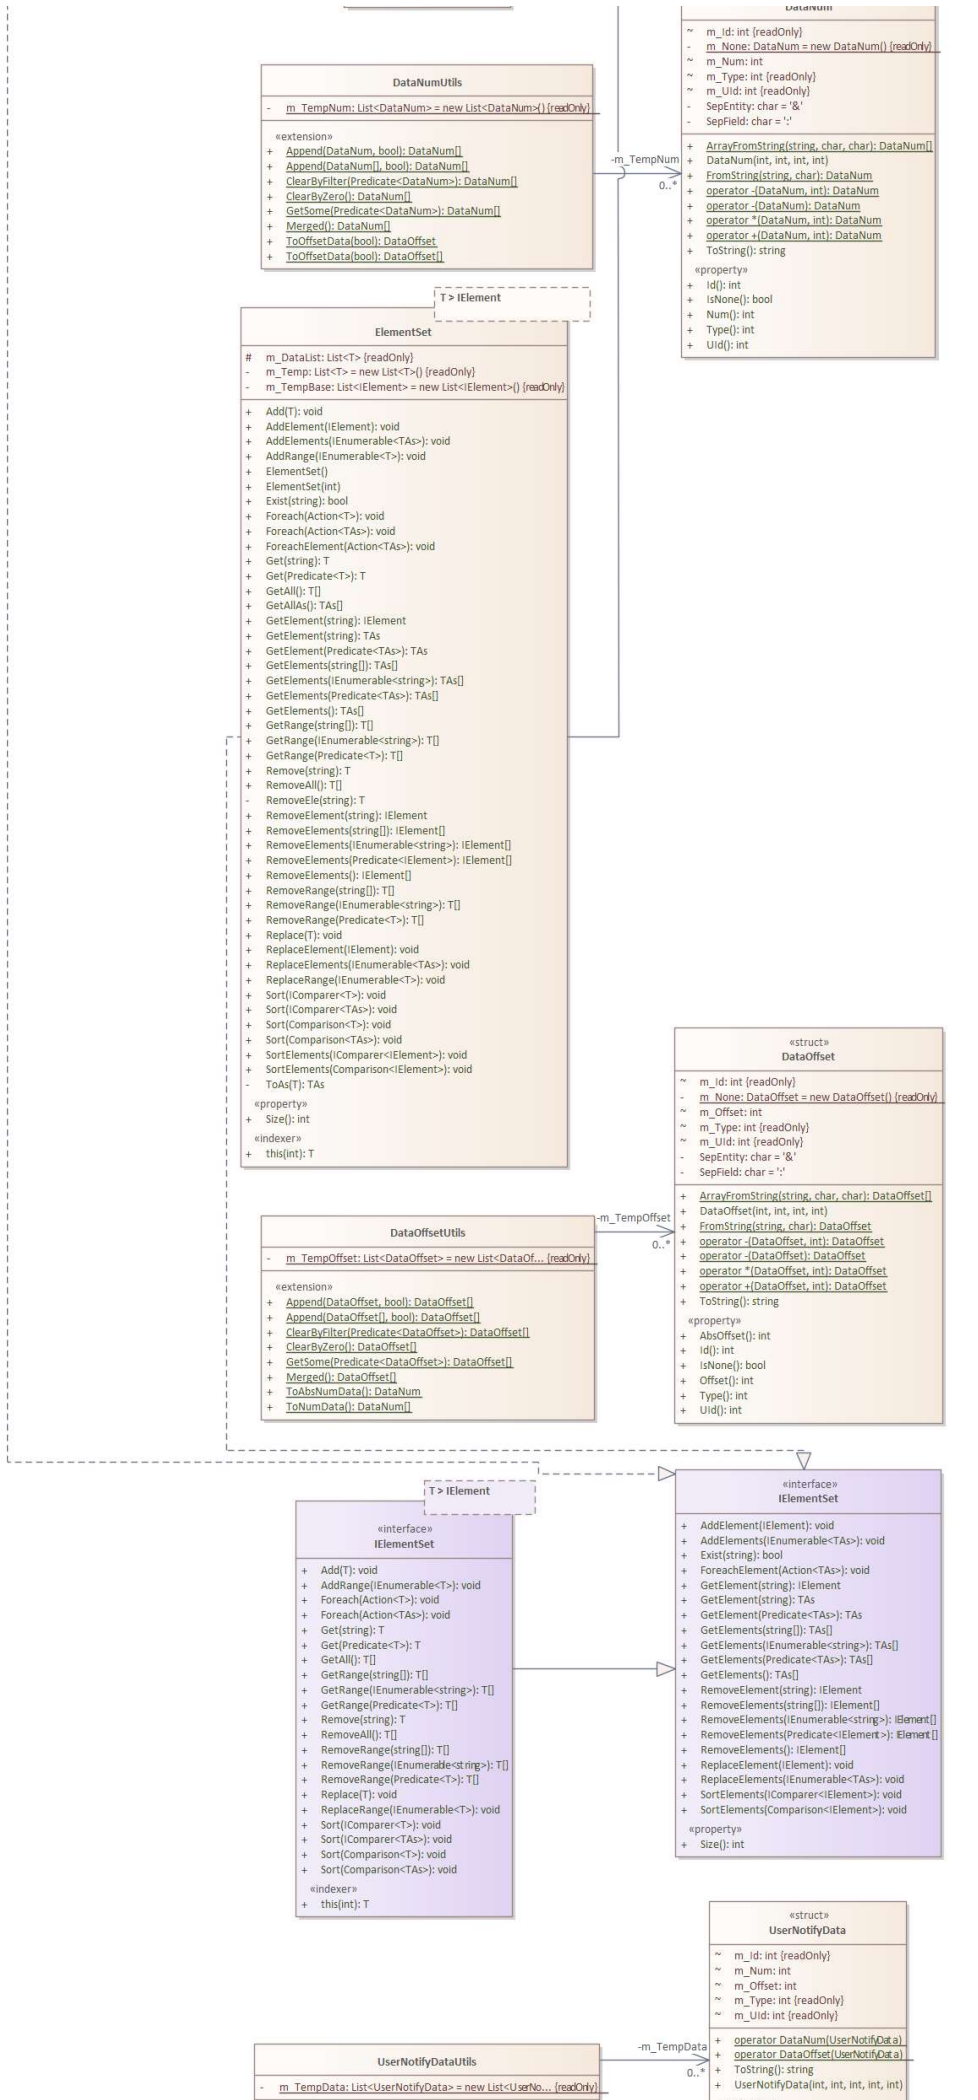 DataNum
~ m_Id: int {readOnly}
- m_None: DataNum = new DataNum() {readOnly}
~ m_Num: int
~ m_Type: int {readOnly}
~ m_UId: int {readOnly}
- SepEntity: char = '&'
- SepField: char = ':'
+ ArrayFromString(string, char, char): DataNum[]
+ DataNum(int, int, int, int)
+ FromString(string, char): DataNum
+ operator -(DataNum, int): DataNum
+ operator -(DataNum): DataNum
+ operator *(DataNum, int): DataNum
+ operator +(DataNum, int): DataNum
+ ToString(): string
«property»
+ Id(): int
+ IsNone(): bool
+ Num(): int
+ Type(): int
+ UId(): int
DataNumUtils
- m_TempNum: List<DataNum> = new List<DataNum>() {readOnly}
«extension»
+ Append(DataNum, bool): DataNum[]
+ Append(DataNum[], bool): DataNum[]
+ ClearByFilter(Predicate<DataNum>): DataNum[]
+ ClearByZero(): DataNum[]
+ GetSome(Predicate<DataNum>): DataNum[]
+ Merged(): DataNum[]
+ ToOffsetData(bool): DataOffset
+ ToOffsetData(bool): DataOffset[]
-m_TempNum
0..*
T > IElement
ElementSet
# m_DataList: List<T> {readOnly}
- m_Temp: List<T> = new List<T>() {readOnly}
- m_TempBase: List<IElement> = new List<IElement>() {readOnly}
+ Add(T): void
+ AddElement(IElement): void
+ AddElements(IEnumerable<TAs>): void
+ AddRange(IEnumerable<T>): void
+ ElementSet()
+ ElementSet(int)
+ Exist(string): bool
+ Foreach(Action<T>): void
+ Foreach(Action<TAs>): void
+ ForeachElement(Action<TAs>): void
+ Get(string): T
+ Get(Predicate<T>): T
+ GetAll(): T[]
+ GetAllAs(): TAs[]
+ GetElement(string): IElement
+ GetElement(string): TAs
+ GetElement(Predicate<TAs>): TAs
+ GetElements(string[]): TAs[]
+ GetElements(IEnumerable<string>): TAs[]
+ GetElements(Predicate<TAs>): TAs[]
+ GetElements(): TAs[]
+ GetRange(string[]): T[]
+ GetRange(IEnumerable<string>): T[]
+ GetRange(Predicate<T>): T[]
+ Remove(string): T
+ RemoveAll(): T[]
- RemoveEle(string): T
+ RemoveElement(string): IElement
+ RemoveElements(string[]): IElement[]
+ RemoveElements(IEnumerable<string>): IElement[]
+ RemoveElements(Predicate<IElement>): IElement[]
+ RemoveElements(): IElement[]
+ RemoveRange(string[]): T[]
+ RemoveRange(IEnumerable<string>): T[]
+ RemoveRange(Predicate<T>): T[]
+ Replace(T): void
+ ReplaceElement(IElement): void
+ ReplaceElements(IEnumerable<TAs>): void
+ ReplaceRange(IEnumerable<T>): void
+ Sort(IComparer<T>): void
+ Sort(IComparer<TAs>): void
+ Sort(Comparison<T>): void
+ Sort(Comparison<TAs>): void
+ SortElements(IComparer<IElement>): void
+ SortElements(Comparison<IElement>): void
- ToAs(T): TAs
«property»
+ Size(): int
«indexer»
+ this(int): T
«struct»
DataOffset
~ m_Id: int {readOnly}
- m_None: DataOffset = new DataOffset() {readOnly}
~ m_Offset: int
~ m_Type: int {readOnly}
~ m_UId: int {readOnly}
- SepEntity: char = '&'
- SepField: char = ':'
+ ArrayFromString(string, char, char): DataOffset[]
+ DataOffset(int, int, int, int)
+ FromString(string, char): DataOffset
+ operator -(DataOffset, int): DataOffset
+ operator -(DataOffset): DataOffset
+ operator *(DataOffset, int): DataOffset
+ operator +(DataOffset, int): DataOffset
+ ToString(): string
«property»
+ AbsOffset(): int
+ Id(): int
+ IsNone(): bool
+ Offset(): int
+ Type(): int
+ UId(): int
DataOffsetUtils
- m_TempOffset: List<DataOffset> = new List<DataOf... {readOnly}
«extension»
+ Append(DataOffset, bool): DataOffset[]
+ Append(DataOffset[], bool): DataOffset[]
+ ClearByFilter(Predicate<DataOffset>): DataOffset[]
+ ClearByZero(): DataOffset[]
+ GetSome(Predicate<DataOffset>): DataOffset[]
+ Merged(): DataOffset[]
+ ToAbsNumData(): DataNum
+ ToNumData(): DataNum[]
-m_TempOffset
0..*
T > IElement
«interface»
IElementSet
+ Add(T): void
+ AddRange(IEnumerable<T>): void
+ Foreach(Action<T>): void
+ Foreach(Action<TAs>): void
+ Get(string): T
+ Get(Predicate<T>): T
+ GetAll(): T[]
+ GetRange(string[]): T[]
+ GetRange(IEnumerable<string>): T[]
+ GetRange(Predicate<T>): T[]
+ Remove(string): T
+ RemoveAll(): T[]
+ RemoveRange(string[]): T[]
+ RemoveRange(IEnumerable<string>): T[]
+ RemoveRange(Predicate<T>): T[]
+ Replace(T): void
+ ReplaceRange(IEnumerable<T>): void
+ Sort(IComparer<T>): void
+ Sort(IComparer<TAs>): void
+ Sort(Comparison<T>): void
+ Sort(Comparison<TAs>): void
«indexer»
+ this(int): T
«interface»
IElementSet
+ AddElement(IElement): void
+ AddElements(IEnumerable<TAs>): void
+ Exist(string): bool
+ ForeachElement(Action<TAs>): void
+ GetElement(string): IElement
+ GetElement(string): TAs
+ GetElement(Predicate<TAs>): TAs
+ GetElements(string[]): TAs[]
+ GetElements(IEnumerable<string>): TAs[]
+ GetElements(Predicate<TAs>): TAs[]
+ GetElements(): TAs[]
+ RemoveElement(string): IElement
+ RemoveElements(string[]): IElement[]
+ RemoveElements(IEnumerable<string>): IElement[]
+ RemoveElements(Predicate<IElement>): IElement[]
+ RemoveElements(): IElement[]
+ ReplaceElement(IElement): void
+ ReplaceElements(IEnumerable<TAs>): void
+ SortElements(IComparer<IElement>): void
+ SortElements(Comparison<IElement>): void
«property»
+ Size(): int
«struct»
UserNotifyData
~ m_Id: int {readOnly}
~ m_Num: int
~ m_Offset: int
~ m_Type: int {readOnly}
~ m_UId: int {readOnly}
+ operator DataNum(UserNotifyData)
+ operator DataOffset(UserNotifyData)
+ ToString(): string
+ UserNotifyData(int, int, int, int, int)
-m_TempData
0..*
UserNotifyDataUtils
- m_TempData: List<UserNotifyData> = new List<UserNo... {readOnly}